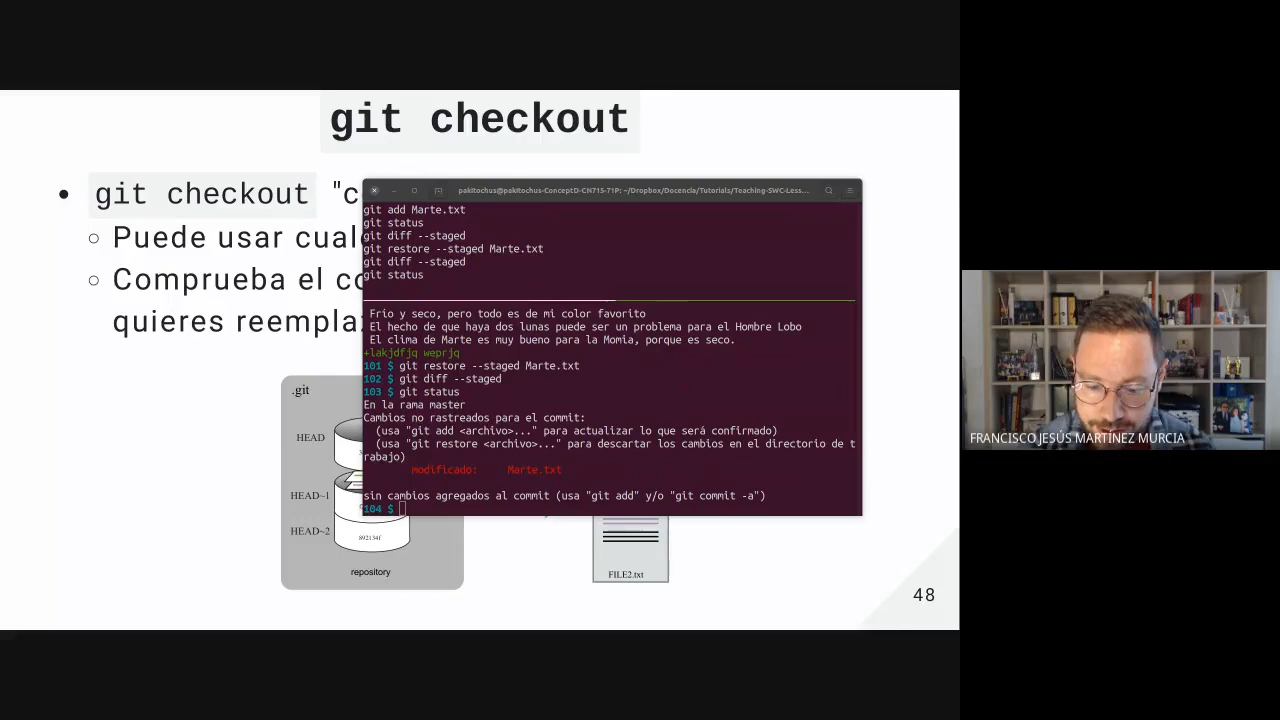 git checkout
git checkout "c
Puede usar cual
Comprueba el co
quieres reempla
pakitochus@pakitochus-ConceptD-CN715-71P: ~/Dropbox/Docencia/Tutorials/Teaching-SWC-Less...
git add Marte.txt
git status
git diff --staged
git restore --staged Marte.txt
git diff --staged
git status
Frio y seco, pero todo es de mi color favorito
El hecho de que haya dos lunas puede ser un problema para el Hombre Lobo
El clima de Marte es muy bueno para la Momia, porque es seco.
+lakjdfjq weprjq
101 $ git restore --staged Marte.txt
102 $ git diff --staged
103 $ git status
En la rama master
Cambios no rastreados para el commit:
(usa "git add <archivo>..." para actualizar lo que será confirmado)
(usa "git restore <archivo>..." para descartar los cambios en el directorio de t
rabajo)
modificado: Marte.txt
sin cambios agregados al commit (usa "git add" y/o "git commit -a")
104 $
.git
HEAD
HEAD~1
HEAD~2
892134f
repository
FILE2.txt
48
FRANCISCO JESÚS MARTÍNEZ MURCIA